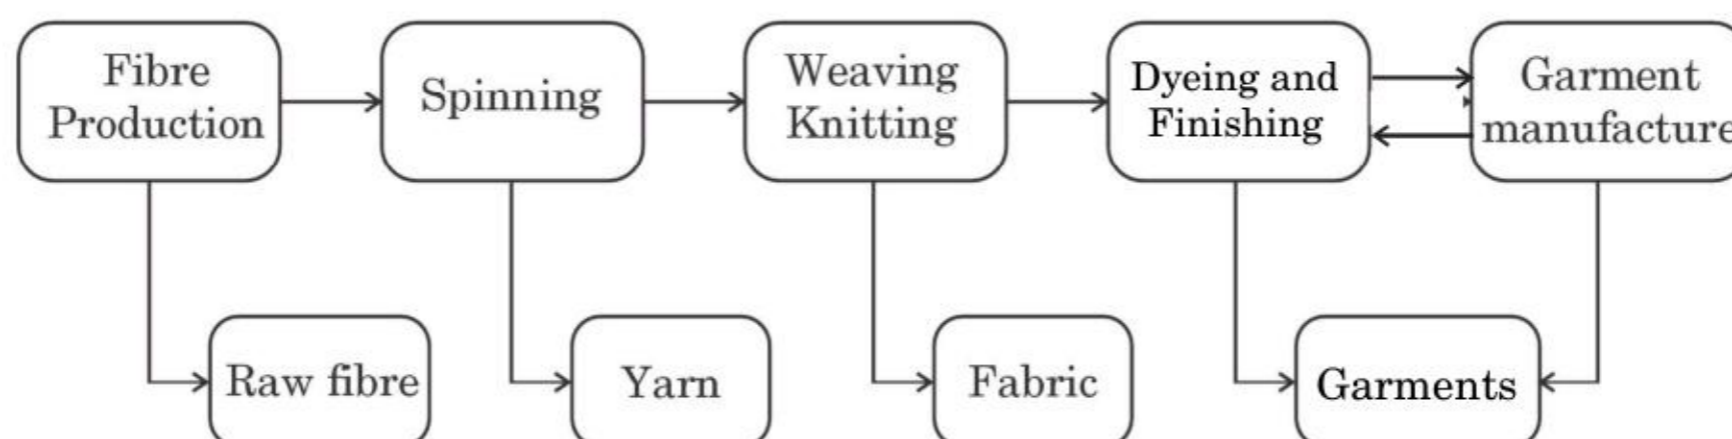 Fibre
Production
Spinning
Weaving
Knitting
Dyeing and
Finishing
Garment
manufacture
Raw fibre
Yarn
Fabric
Garments